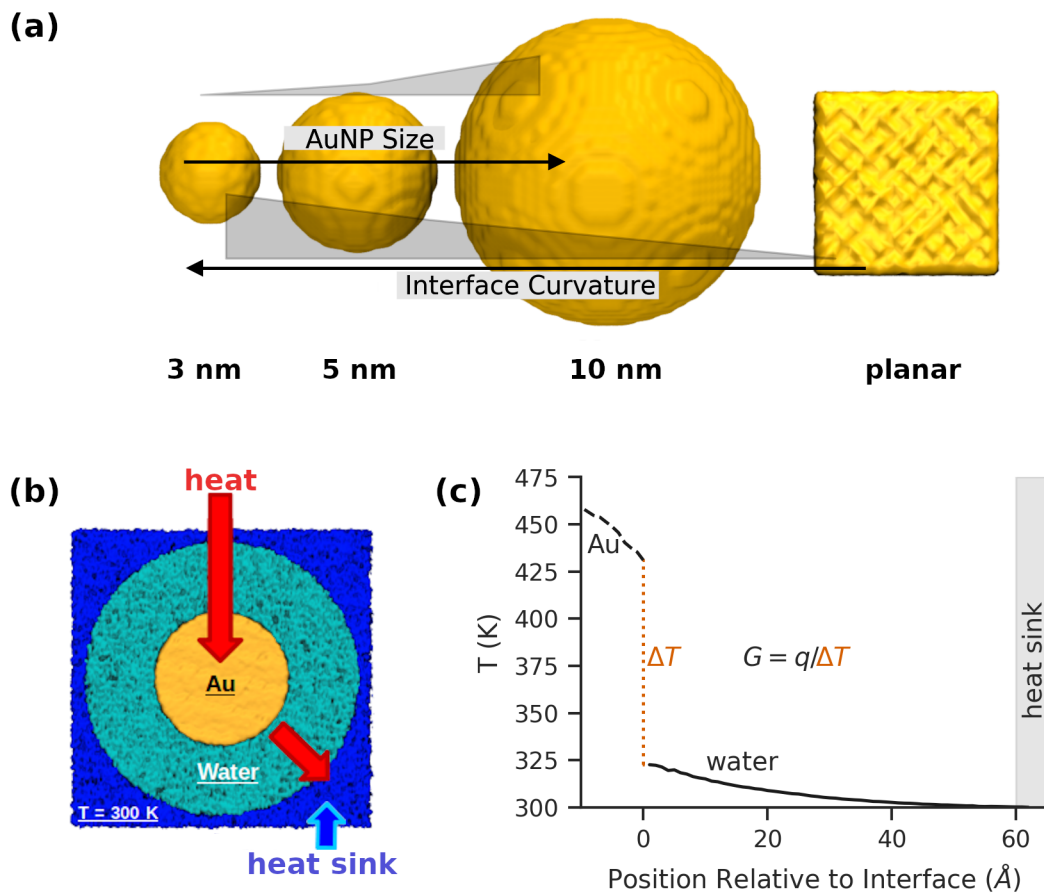 (a)
AuNP Size
Interface Curvature
3 nm 5 nm 10 nm planar
(b)
heat
Au
Water
T = 300 K
heat sink
(c)
475
450
425
400
375
350
325
300
T (K)
Au
ΔT
G = q/ΔT
water
heat sink
0 20 40 60
Position Relative to Interface (Å)